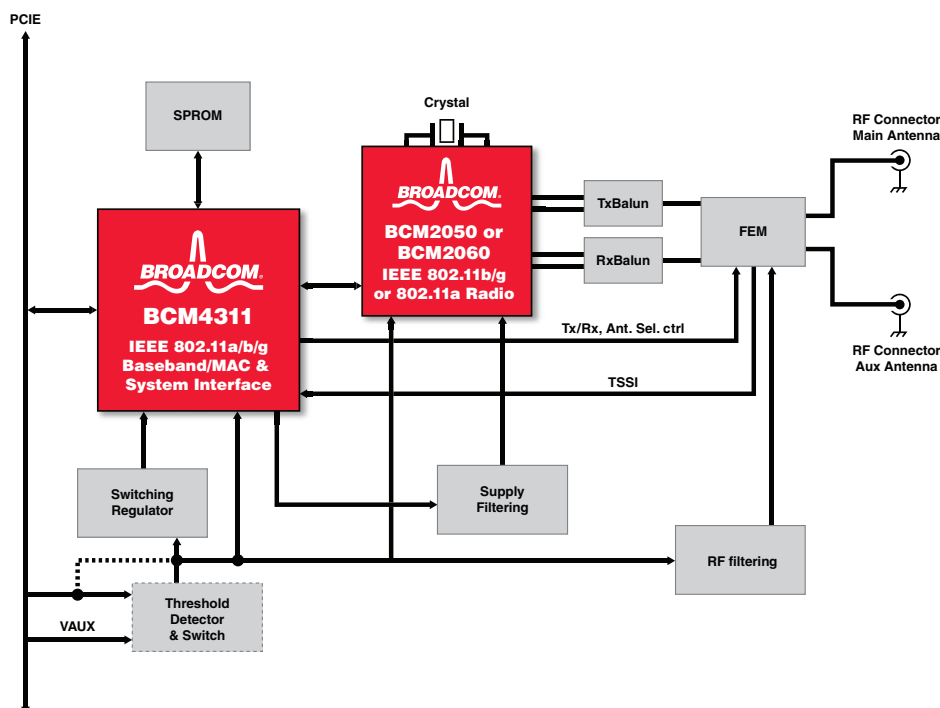 PCIE
SPROM
Crystal
RF Connector
Main Antenna
BROADCOM.
BCM2050 or
BCM2060
IEEE 802.11b/g
or 802.11a Radio
TxBalun
RxBalun
FEM
BROADCOM.
BCM4311
IEEE 802.11a/b/g
Baseband/MAC &
System Interface
Tx/Rx, Ant. Sel. ctrl
TSSI
RF Connector
Aux Antenna
Switching
Regulator
Supply
Filtering
RF filtering
Threshold
Detector
& Switch
VAUX